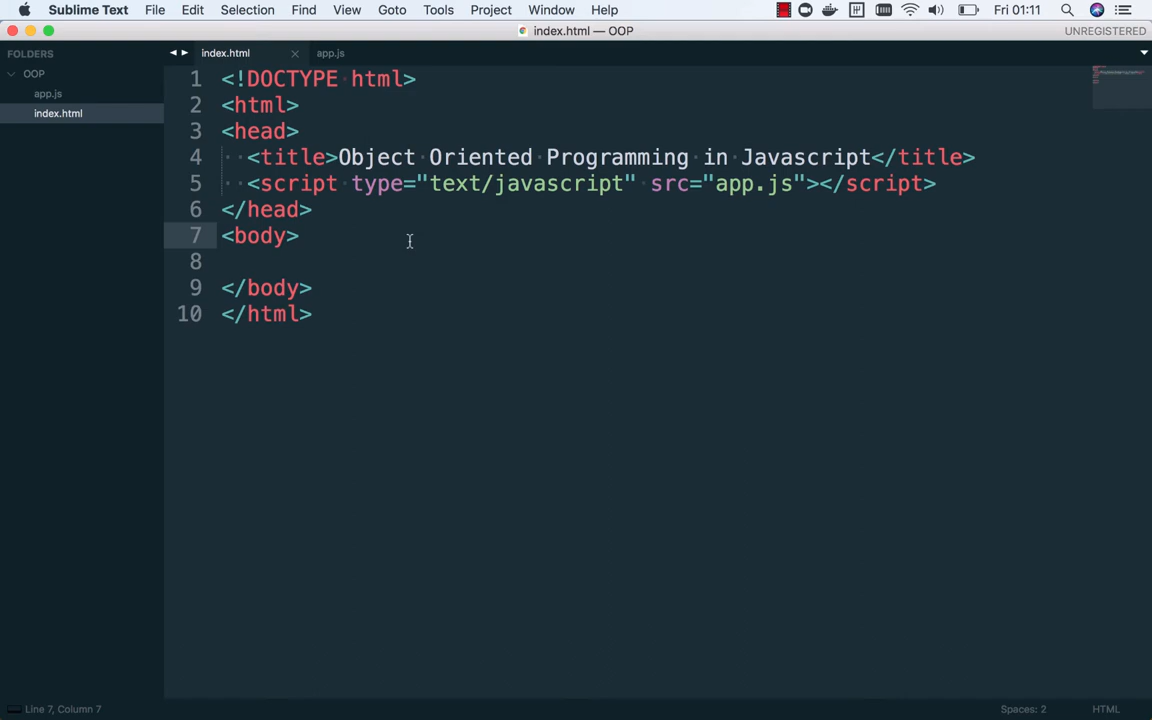 Sublime Text File Edit Selection Find View Goto Tools Project Window Help Fri 01:11
index.html — OOP UNREGISTERED
FOLDERS
OOP
app.js
index.html
index.html × app.js
1 <!DOCTYPE html>
2 <html>
3 <head>
4 <title>Object Oriented Programming in Javascript</title>
5 <script type="text/javascript" src="app.js"></script>
6 </head>
7 <body>
8
9 </body>
10 </html>
Line 7, Column 7 Spaces: 2 HTML